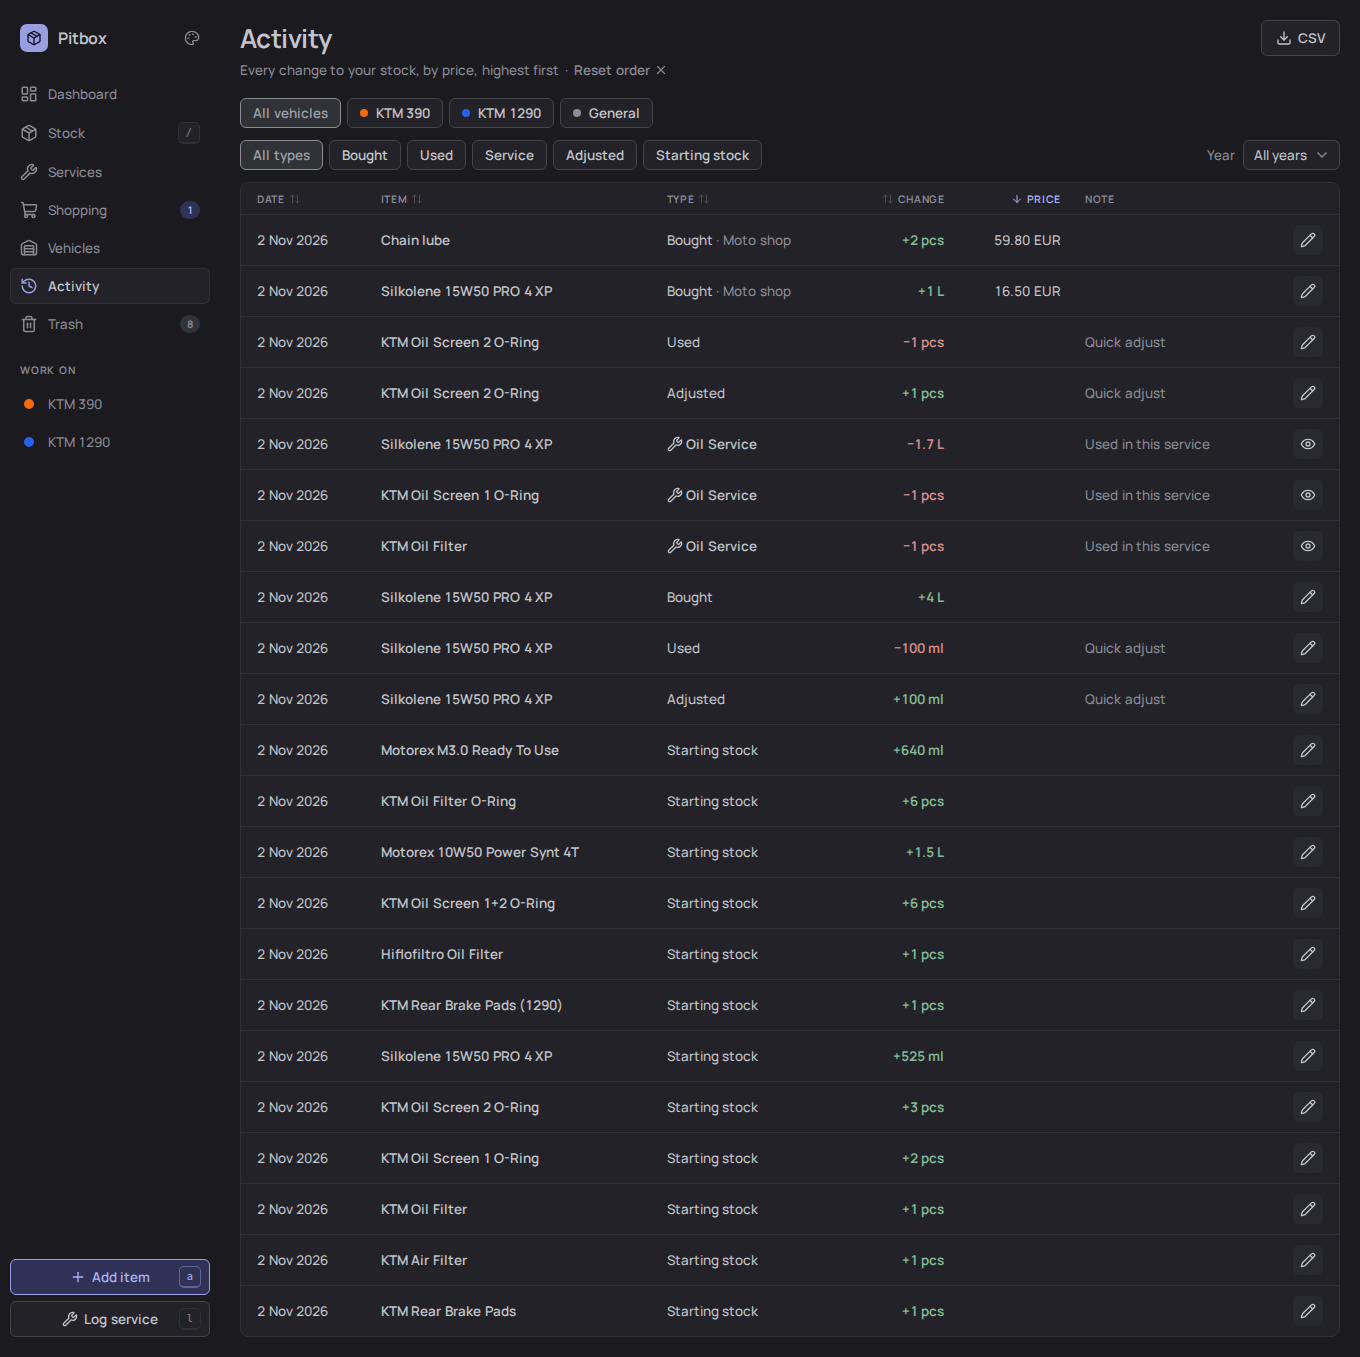 Pitbox
Dashboard
Stock /
Services
Shopping 1
Vehicles
Activity
Trash 8
WORK ON
KTM 390
KTM 1290
Add item a
Log service l
Activity
CSV
Every change to your stock, by price, highest first · Reset order ×
All vehicles KTM 390 KTM 1290 General
All types Bought Used Service Adjusted Starting stock Year All years
DATE ITEM TYPE CHANGE PRICE NOTE
2 Nov 2026 Chain lube Bought · Moto shop +2 pcs 59.80 EUR
2 Nov 2026 Silkolene 15W50 PRO 4 XP Bought · Moto shop +1 L 16.50 EUR
2 Nov 2026 KTM Oil Screen 2 O-Ring Used −1 pcs Quick adjust
2 Nov 2026 KTM Oil Screen 2 O-Ring Adjusted +1 pcs Quick adjust
2 Nov 2026 Silkolene 15W50 PRO 4 XP Oil Service −1.7 L Used in this service
2 Nov 2026 KTM Oil Screen 1 O-Ring Oil Service −1 pcs Used in this service
2 Nov 2026 KTM Oil Filter Oil Service −1 pcs Used in this service
2 Nov 2026 Silkolene 15W50 PRO 4 XP Bought +4 L
2 Nov 2026 Silkolene 15W50 PRO 4 XP Used −100 ml Quick adjust
2 Nov 2026 Silkolene 15W50 PRO 4 XP Adjusted +100 ml Quick adjust
2 Nov 2026 Motorex M3.0 Ready To Use Starting stock +640 ml
2 Nov 2026 KTM Oil Filter O-Ring Starting stock +6 pcs
2 Nov 2026 Motorex 10W50 Power Synt 4T Starting stock +1.5 L
2 Nov 2026 KTM Oil Screen 1+2 O-Ring Starting stock +6 pcs
2 Nov 2026 Hiflofiltro Oil Filter Starting stock +1 pcs
2 Nov 2026 KTM Rear Brake Pads (1290) Starting stock +1 pcs
2 Nov 2026 Silkolene 15W50 PRO 4 XP Starting stock +525 ml
2 Nov 2026 KTM Oil Screen 2 O-Ring Starting stock +3 pcs
2 Nov 2026 KTM Oil Screen 1 O-Ring Starting stock +2 pcs
2 Nov 2026 KTM Oil Filter Starting stock +1 pcs
2 Nov 2026 KTM Air Filter Starting stock +1 pcs
2 Nov 2026 KTM Rear Brake Pads Starting stock +1 pcs